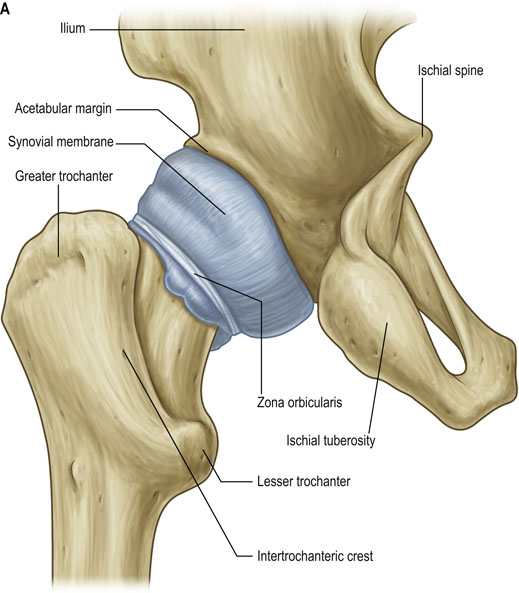 A
Ilium
Ischial spine
Acetabular margin
Synovial membrane
Greater trochanter
Zona orbicularis
Ischial tuberosity
Lesser trochanter
Intertrochanteric crest